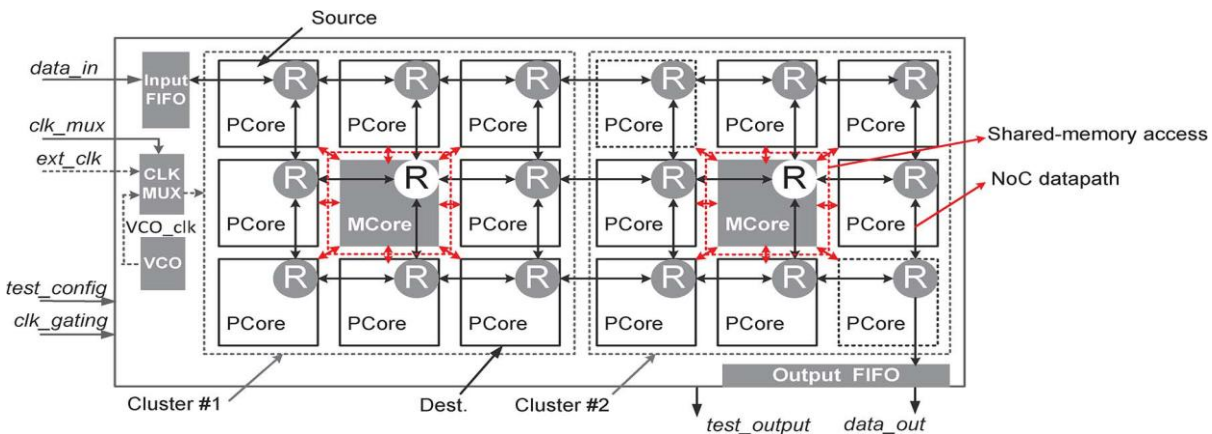 Source
data_in
Input FIFO
R R R R R R
PCore PCore PCore PCore PCore PCore
clk_mux
Shared-memory access
ext_clk
CLK MUX
R R R R R R
NoC datapath
PCore MCore PCore PCore MCore PCore
VCO_clk
VCO
R R R R R R
test_config
PCore PCore PCore PCore PCore PCore
clk_gating
Output FIFO
Cluster #1
Dest.
Cluster #2
test_output
data_out